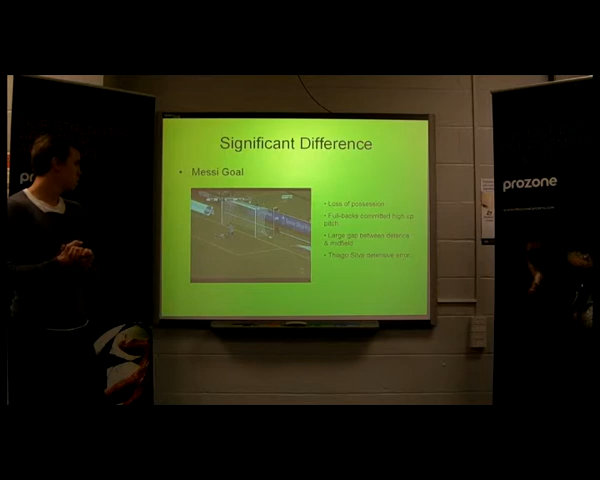 Significant Difference
• Messi Goal
• Loss of possession
• Full-backs committed high up
pitch
• Large gap between defence
& midfield
• Thiago Silva defensive error
pr
prozone